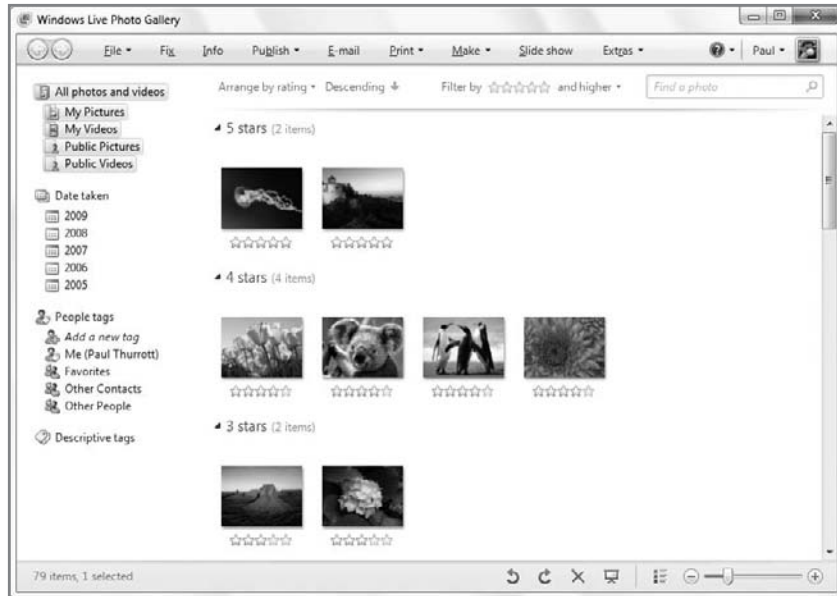 Windows Live Photo Gallery
File Fix Info Publish E-mail Print Make Slide show Extras Paul
All photos and videos
My Pictures
My Videos
Public Pictures
Public Videos
Date taken
2009
2008
2007
2006
2005
People tags
Add a new tag
Me (Paul Thurrott)
Favorites
Other Contacts
Other People
Descriptive tags
Arrange by rating Descending Filter by and higher Find a photo
5 stars (2 items)
4 stars (4 items)
3 stars (2 items)
79 items, 1 selected